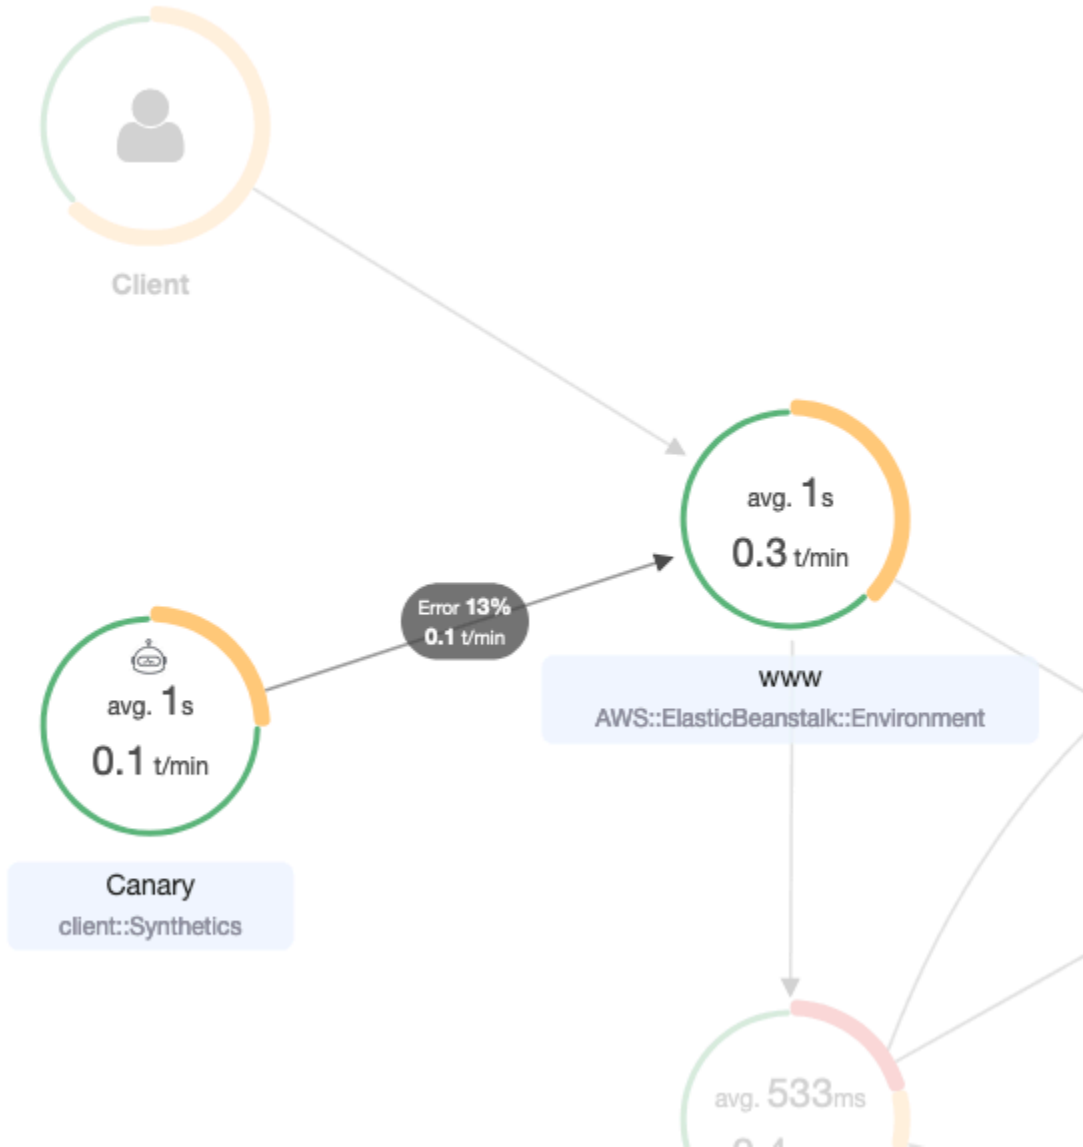 Client
avg. 1s
0.3 t/min
Error 13%
0.1 t/min
www
AWS::ElasticBeanstalk::Environment
avg. 1s
0.1 t/min
Canary
client::Synthetics
avg. 533ms